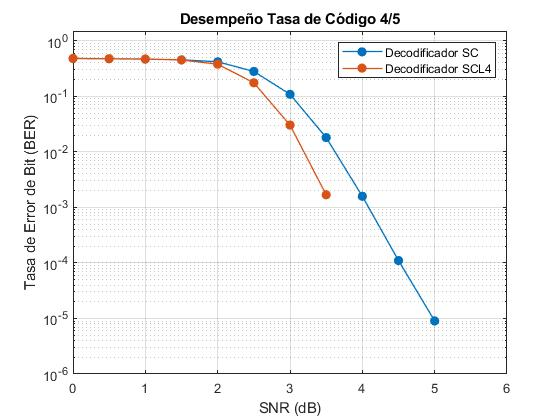 Desempeño Tasa de Código 4/5
Decodificador SC
Decodificador SCL4
Tasa de Error de Bit (BER)
10^0
10^-1
10^-2
10^-3
10^-4
10^-5
10^-6
0 1 2 3 4 5 6
SNR (dB)